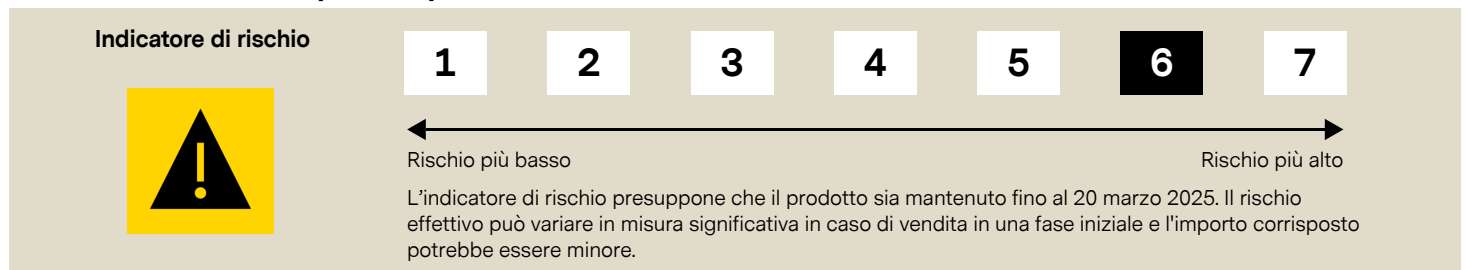 Indicatore di rischio
1 2 3 4 5 6 7
Rischio più basso Rischio più alto
L'indicatore di rischio presuppone che il prodotto sia mantenuto fino al 20 marzo 2025. Il rischio
effettivo può variare in misura significativa in caso di vendita in una fase iniziale e l'importo corrisposto
potrebbe essere minore.